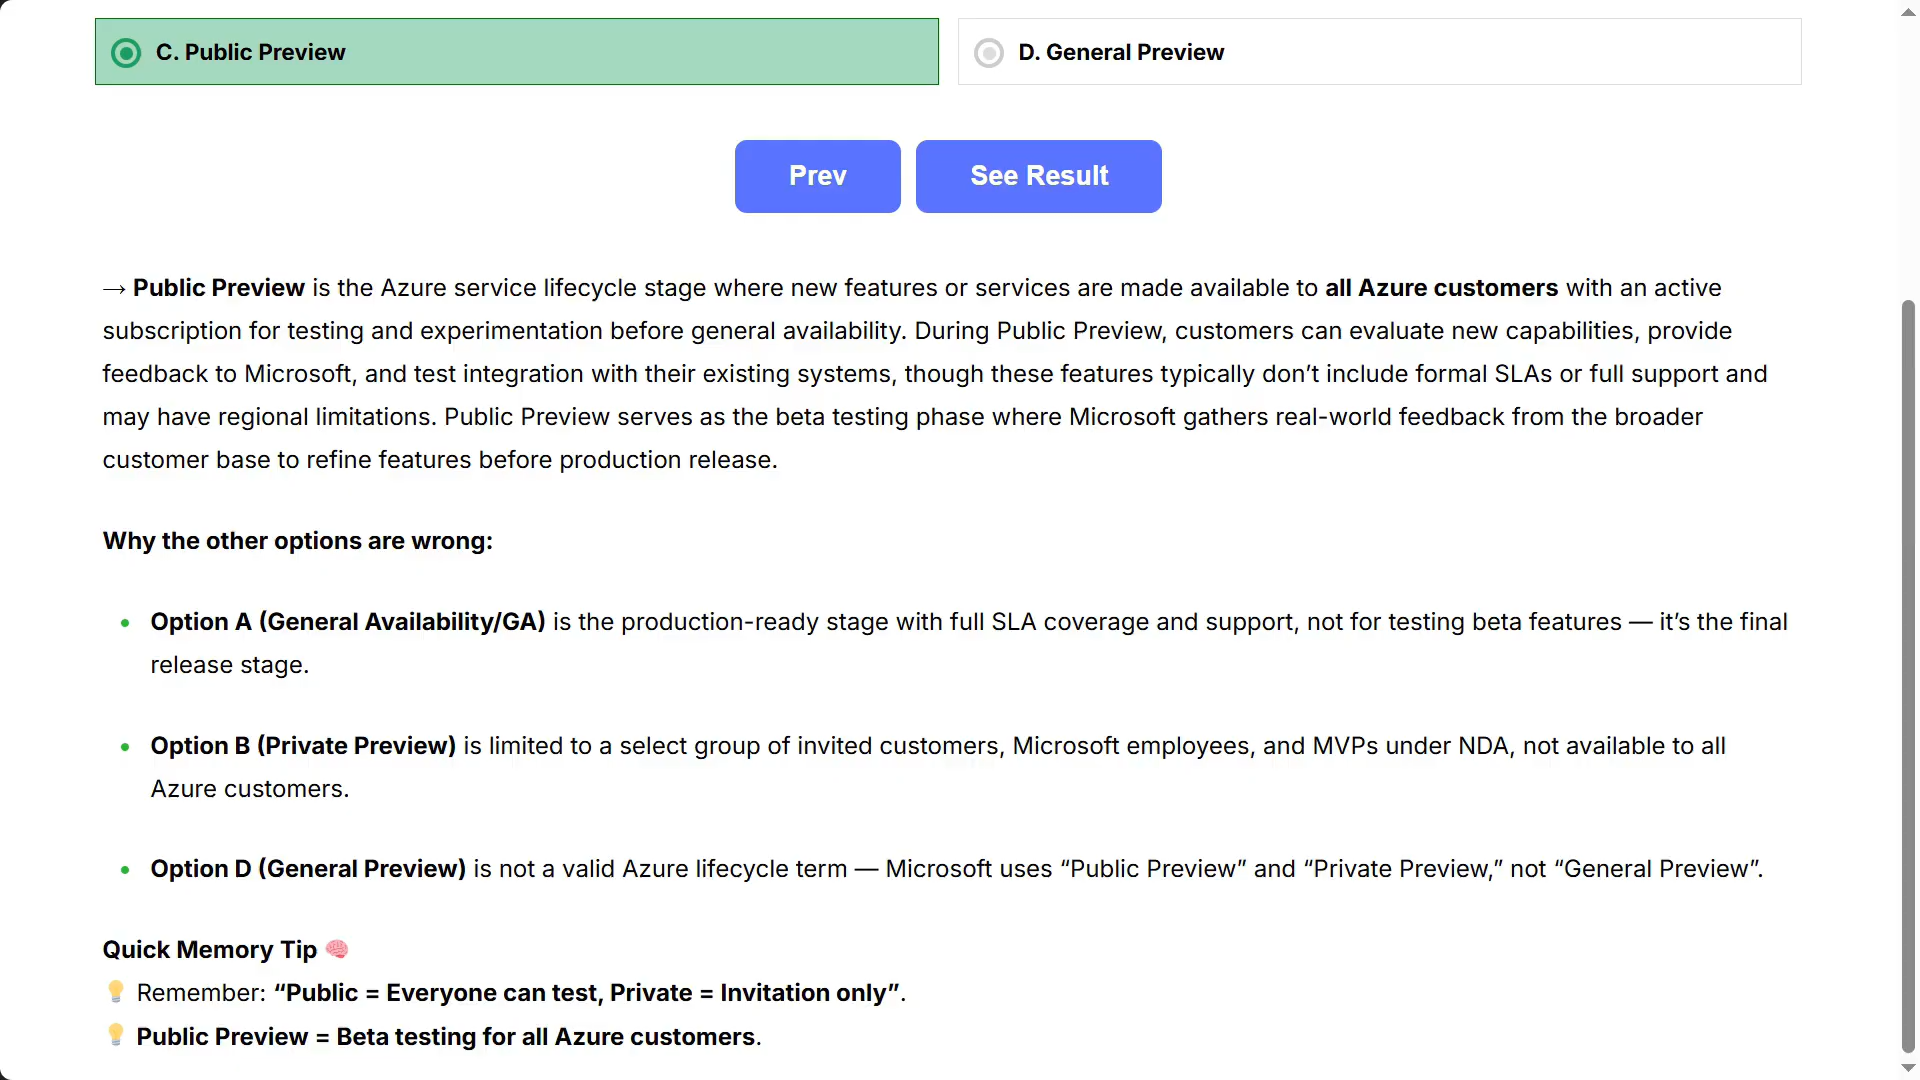 C. Public Preview
D. General Preview
Prev
See Result
→ Public Preview is the Azure service lifecycle stage where new features or services are made available to all Azure customers with an active
subscription for testing and experimentation before general availability. During Public Preview, customers can evaluate new capabilities, provide
feedback to Microsoft, and test integration with their existing systems, though these features typically don’t include formal SLAs or full support and
may have regional limitations. Public Preview serves as the beta testing phase where Microsoft gathers real-world feedback from the broader
customer base to refine features before production release.
Why the other options are wrong:
Option A (General Availability/GA) is the production-ready stage with full SLA coverage and support, not for testing beta features — it’s the final
release stage.
Option B (Private Preview) is limited to a select group of invited customers, Microsoft employees, and MVPs under NDA, not available to all
Azure customers.
Option D (General Preview) is not a valid Azure lifecycle term — Microsoft uses “Public Preview” and “Private Preview,” not “General Preview”.
Quick Memory Tip 🧠
💡 Remember: “Public = Everyone can test, Private = Invitation only”.
💡 Public Preview = Beta testing for all Azure customers.